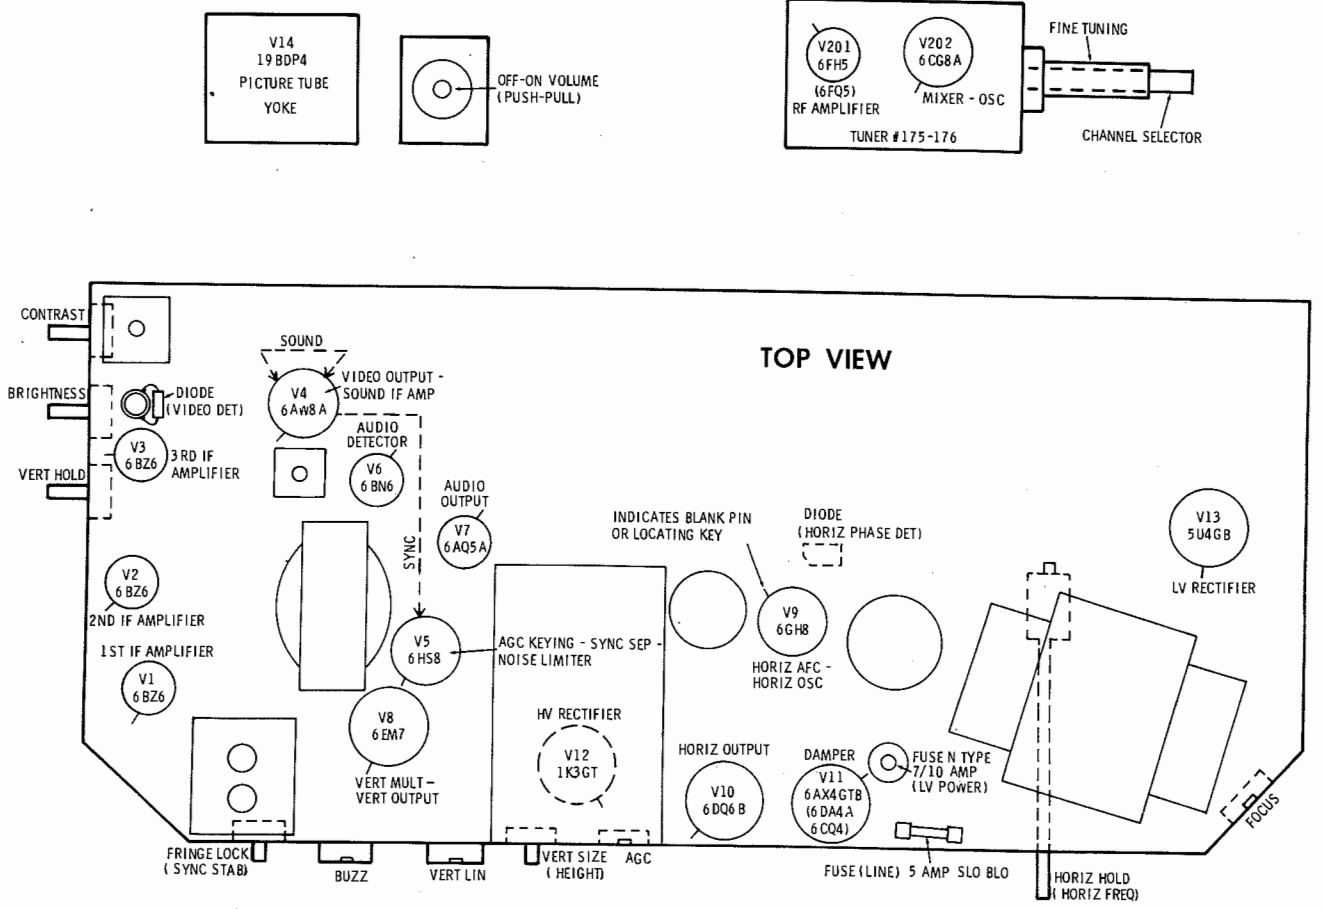 V14
19BDP4
PICTURE TUBE
YOKE
OFF-ON VOLUME
(PUSH-PULL)
V201
6FH5
(6FQ5)
RF AMPLIFIER
V202
6CG8A
MIXER - OSC
TUNER #175-176
FINE TUNING
CHANNEL SELECTOR
TOP VIEW
CONTRAST
BRIGHTNESS
VERT HOLD
DIODE
(VIDEO DET)
V3
6BZ6
3RD IF
AMPLIFIER
SOUND
V4
6AW8A
VIDEO OUTPUT -
SOUND IF AMP
AUDIO
DETECTOR
V6
6BN6
AUDIO
OUTPUT
V7
6AQ5A
SYNC
V2
6BZ6
2ND IF AMPLIFIER
1ST IF AMPLIFIER
V1
6BZ6
V5
6HS8
AGC KEYING - SYNC SEP -
NOISE LIMITER
V8
6EM7
VERT MULT -
VERT OUTPUT
HV RECTIFIER
V12
1K3GT
INDICATES BLANK PIN
OR LOCATING KEY
DIODE
(HORIZ PHASE DET)
V9
6GH8
HORIZ AFC -
HORIZ OSC
V13
5U4GB
LV RECTIFIER
HORIZ OUTPUT
V10
6DQ6B
DAMPER
V11
6AX4GTB
(6DA4A
6CQ4)
FUSE N TYPE
7/10 AMP
(LV POWER)
FOCUS
FRINGE LOCK
(SYNC STAB)
BUZZ
VERT LIN
VERT SIZE
(HEIGHT)
AGC
FUSE (LINE) 5 AMP SLO BLO
HORIZ HOLD
(HORIZ FREQ)